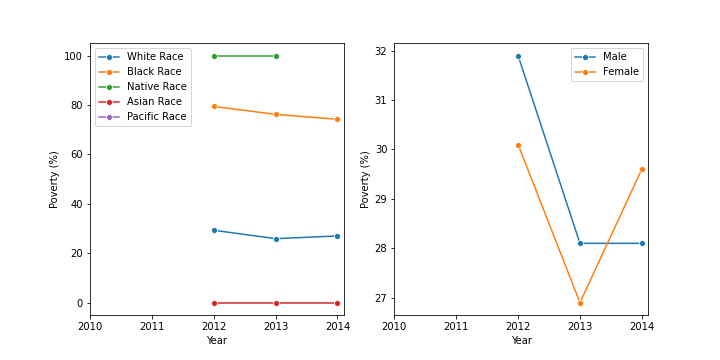 100
80
60
40
20
0
Poverty (%)
2010 2011 2012 2013 2014
Year
White Race
Black Race
Native Race
Asian Race
Pacific Race
32
31
30
29
28
27
Poverty (%)
2010 2011 2012 2013 2014
Year
Male
Female